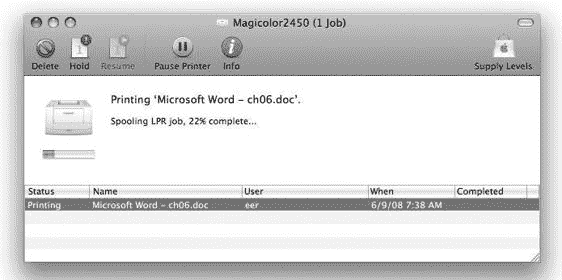 Magicolor2450 (1 Job)
Delete Hold Resume Pause Printer Info Supply Levels
Printing ‘Microsoft Word – ch06.doc’.
Spooling LPR job, 22% complete...
Status Name User When Completed
Printing Microsoft Word – ch06.doc eer 6/9/08 7:38 AM